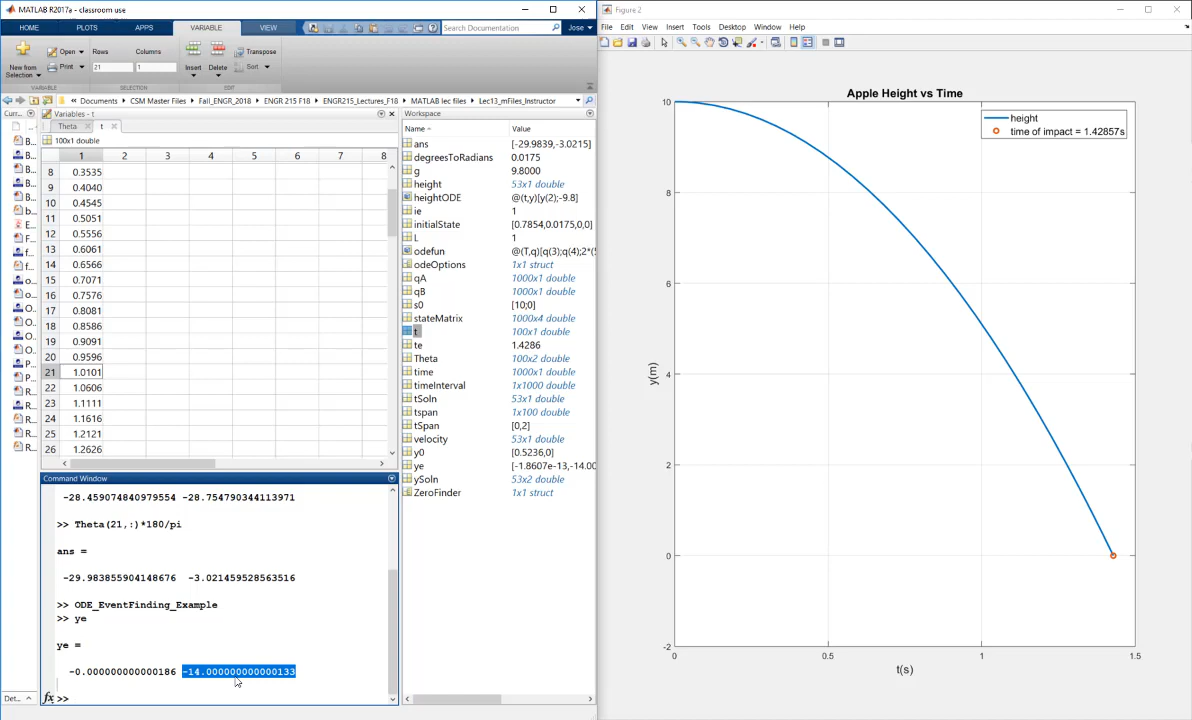 MATLAB R2017a - classroom use
HOME PLOTS APPS VARIABLE VIEW Search Documentation Jose
New from Selection Open Print Rows Columns 21 1 Insert Delete Transpose Sort
VARIABLE SELECTION EDIT
« Documents CSM Master Files Fall_ENGR_2018 ENGR 215 F18 ENGR215_Lectures_F18 MATLAB lec files Lec13_mFiles_Instructor
Curr...
..
B...
B...
B...
B...
B...
b...
E...
F...
f...
f...
o...
o...
O...
O...
O...
O...
P...
P...
R...
R...
R...
R...
Det...
Variables - t
Theta t
100x1 double
1 2 3 4 5 6 7 8
8 0.3535
9 0.4040
10 0.4545
11 0.5051
12 0.5556
13 0.6061
14 0.6566
15 0.7071
16 0.7576
17 0.8081
18 0.8586
19 0.9091
20 0.9596
21 1.0101
22 1.0606
23 1.1111
24 1.1616
25 1.2121
26 1.2626
Command Window
-28.459074840979554 -28.754790344113971
>> Theta(21,:)*180/pi
ans =
-29.983855904148676 -3.021459528563516
>> ODE_EventFinding_Example
>> ye
ye =
-0.000000000000186 -14.000000000000133
fx >>
Workspace
Name Value
ans [-29.9839,-3.0215]
degreesToRadians 0.0175
g 9.8000
height 53x1 double
heightODE @(t,y)[y(2);-9.8]
ie 1
initialState [0.7854,0.0175,0,0]
L 1
odefun @(T,q)[q(3);q(4);2*(5
odeOptions 1x1 struct
qA 1000x1 double
qB 1000x1 double
s0 [10;0]
stateMatrix 1000x4 double
t 100x1 double
te 1.4286
Theta 100x2 double
time 1000x1 double
timeInterval 1x1000 double
tSoln 53x1 double
tspan 1x100 double
tSpan [0,2]
velocity 53x1 double
y0 [0.5236,0]
ye [-1.8607e-13,-14.00
ySoln 53x2 double
ZeroFinder 1x1 struct
Figure 2
File Edit View Insert Tools Desktop Window Help
Apple Height vs Time
height
time of impact = 1.42857s
10
8
6
4
2
0
-2
y(m)
0 0.5 1 1.5
t(s)